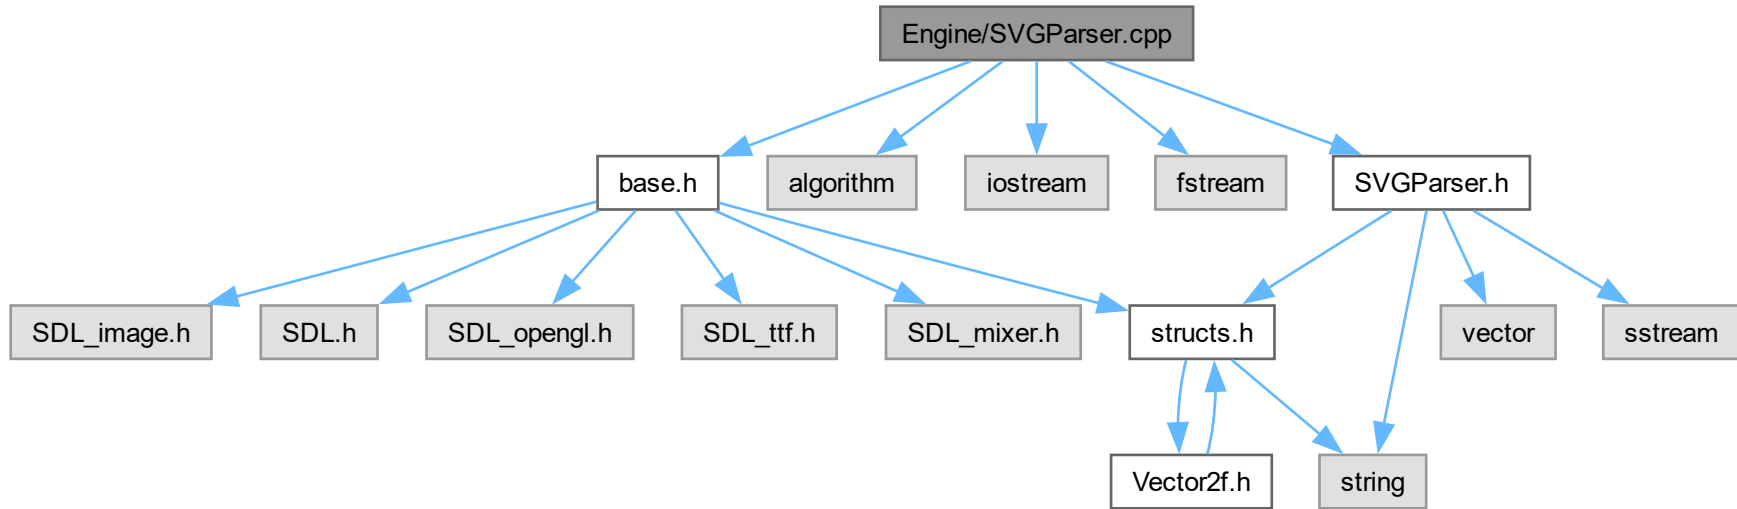 Engine/SVGParser.cpp
base.h
algorithm
iostream
fstream
SVGParser.h
SDL_image.h
SDL.h
SDL_opengl.h
SDL_ttf.h
SDL_mixer.h
structs.h
vector
sstream
Vector2f.h
string